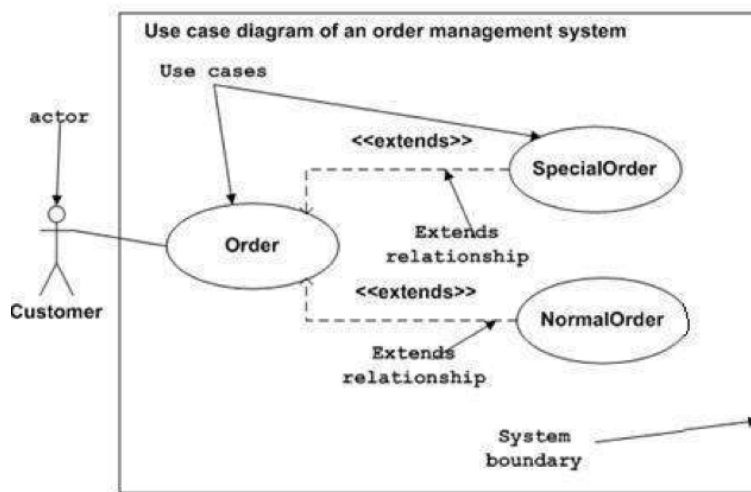 Use case diagram of an order management system
Use cases
actor
<<extends>>
SpecialOrder
Extends
relationship
Order
Customer
<<extends>>
NormalOrder
Extends
relationship
System
boundary